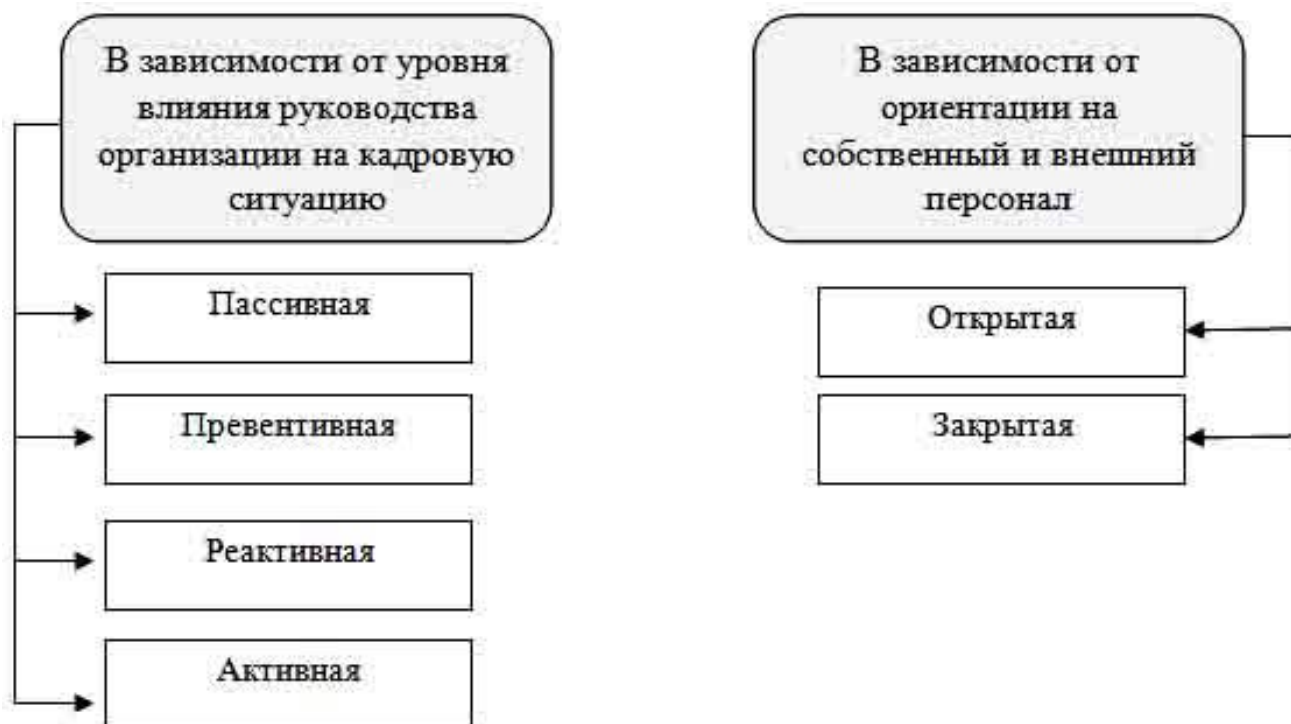 В зависимости от уровня
влияния руководства
организации на кадровую
ситуацию
Пассивная
Превентивная
Реактивная
Активная
В зависимости от
ориентации на
собственный и внешний
персонал
Открытая
Закрытая